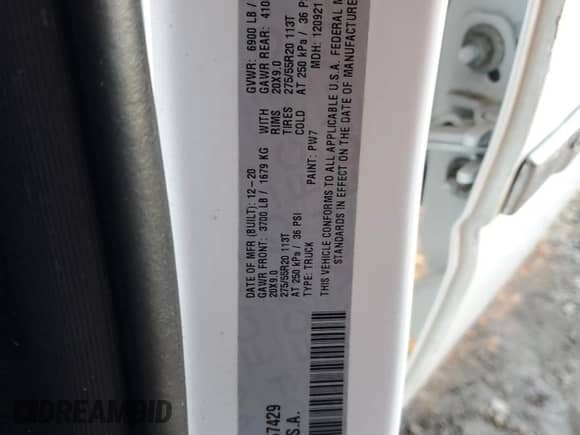 DATE OF MFR (BUILT): 12-20 GVWR: 6900 LB /
GAWR FRONT: 3700 LB / 1679 KG WITH GAWR REAR: 410
20X9.0 RIMS 20X9.0
275/55R20 113T TIRES 275/55R20 113T
AT 250 kPa / 36 PSI COLD AT 250 kPa / 36 PSI
TYPE: TRUCK PAINT: PW7 MDH: 120921
THIS VEHICLE CONFORMS TO ALL APPLICABLE U.S.A. FEDERAL M
STANDARDS IN EFFECT ON THE DATE OF MANUFACTURE
7429
S.A.
DREAMBID